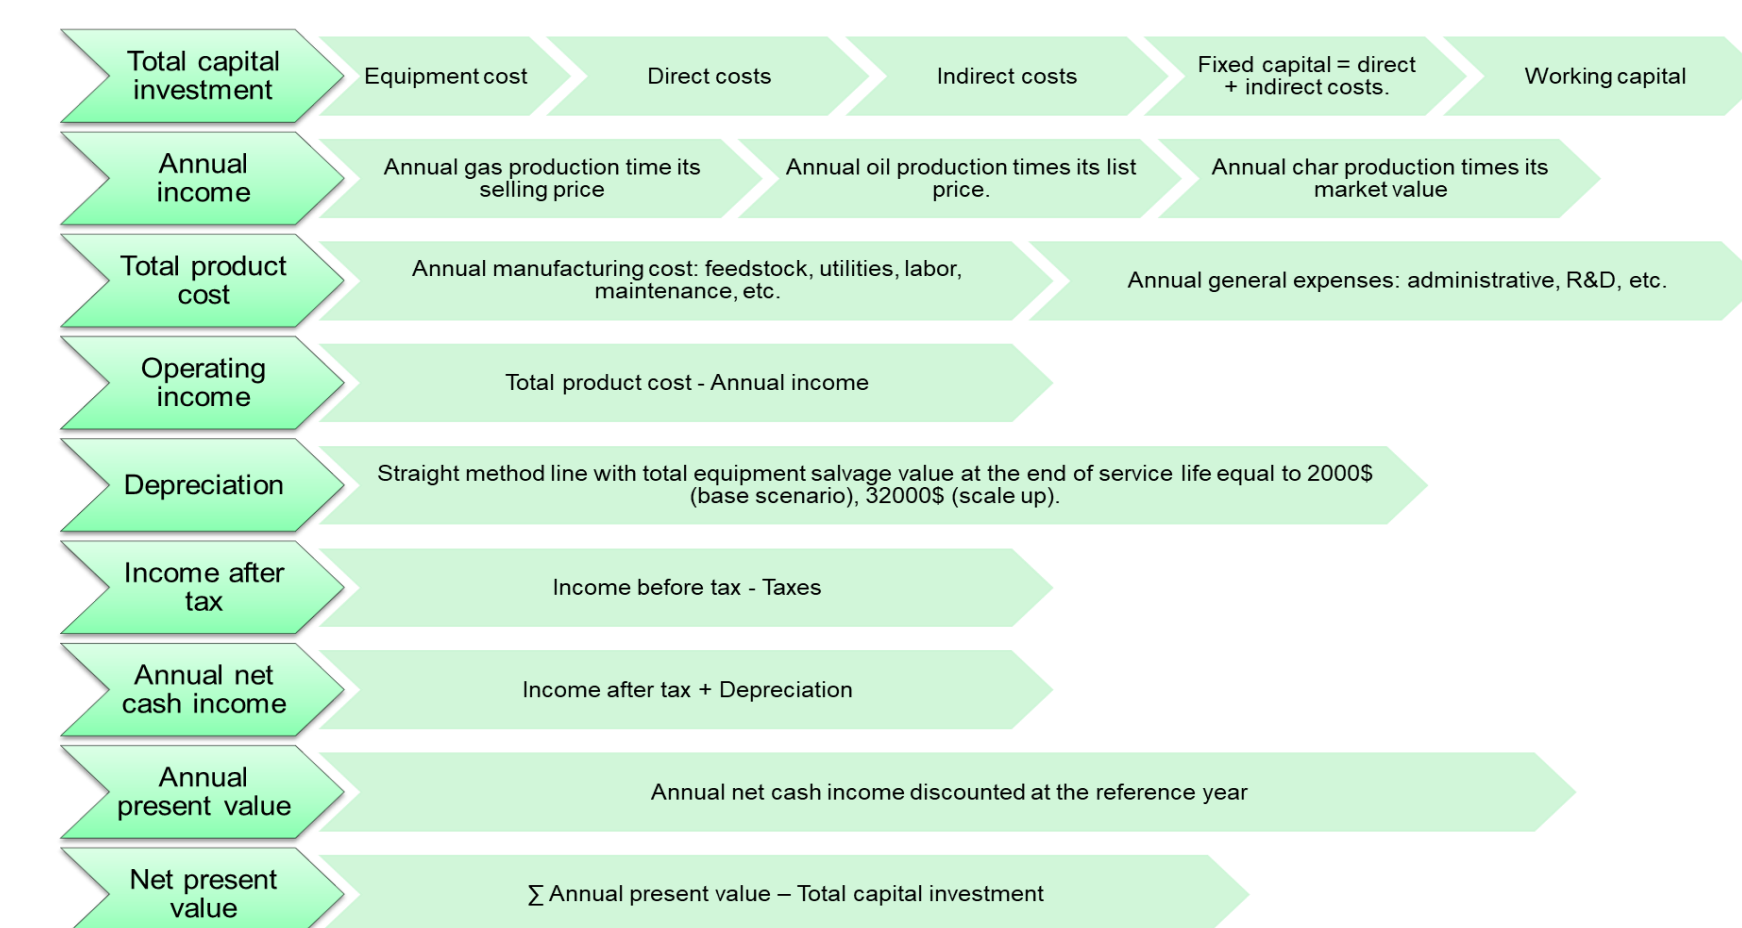 Total capital
investment
Equipment cost
Direct costs
Indirect costs
Fixed capital = direct
+ indirect costs.
Working capital
Annual
income
Annual gas production time its
selling price
Annual oil production times its list
price.
Annual char production times its
market value
Total product
cost
Annual manufacturing cost: feedstock, utilities, labor,
maintenance, etc.
Annual general expenses: administrative, R&D, etc.
Operating
income
Total product cost - Annual income
Depreciation
Straight method line with total equipment salvage value at the end of service life equal to 2000$
(base scenario), 32000$ (scale up).
Income after
tax
Income before tax - Taxes
Annual net
cash income
Income after tax + Depreciation
Annual
present value
Annual net cash income discounted at the reference year
Net present
value
∑ Annual present value – Total capital investment